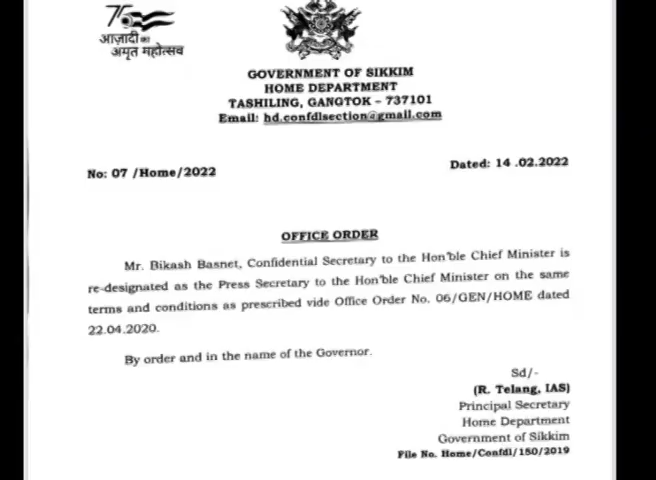 75
आज़ादी का
अमृत महोत्सव
GOVERNMENT OF SIKKIM
HOME DEPARTMENT
TASHILING, GANGTOK – 737101
Email: hd.confdlsection@gmail.com
No: 07 /Home/2022
Dated: 14 .02.2022
OFFICE ORDER
Mr. Bikash Basnet, Confidential Secretary to the Hon'ble Chief Minister is
re-designated as the Press Secretary to the Hon'ble Chief Minister on the same
terms and conditions as prescribed vide Office Order No. 06/GEN/HOME dated
22.04.2020.
By order and in the name of the Governor.
Sd/-
(R. Telang, IAS)
Principal Secretary
Home Department
Government of Sikkim
File No. Home/Confdl/150/2019